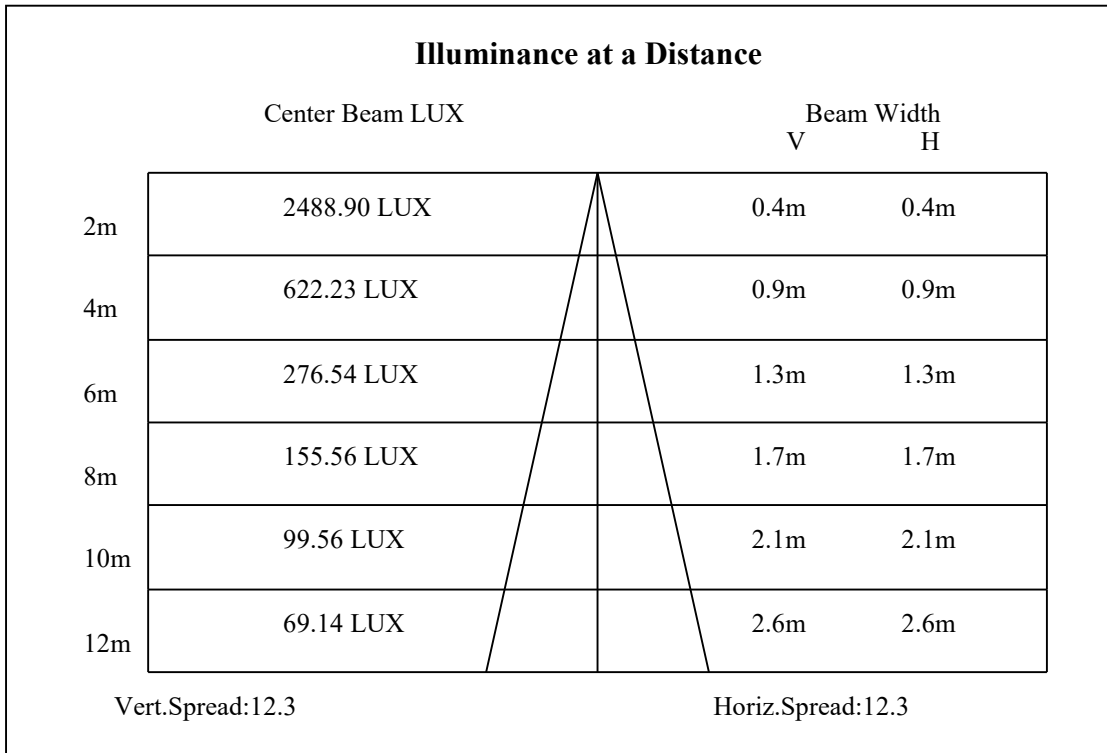 Illuminance at a Distance
Center Beam LUX Beam Width
V H
2m 2488.90 LUX 0.4m 0.4m
4m 622.23 LUX 0.9m 0.9m
6m 276.54 LUX 1.3m 1.3m
8m 155.56 LUX 1.7m 1.7m
10m 99.56 LUX 2.1m 2.1m
12m 69.14 LUX 2.6m 2.6m
Vert.Spread:12.3 Horiz.Spread:12.3